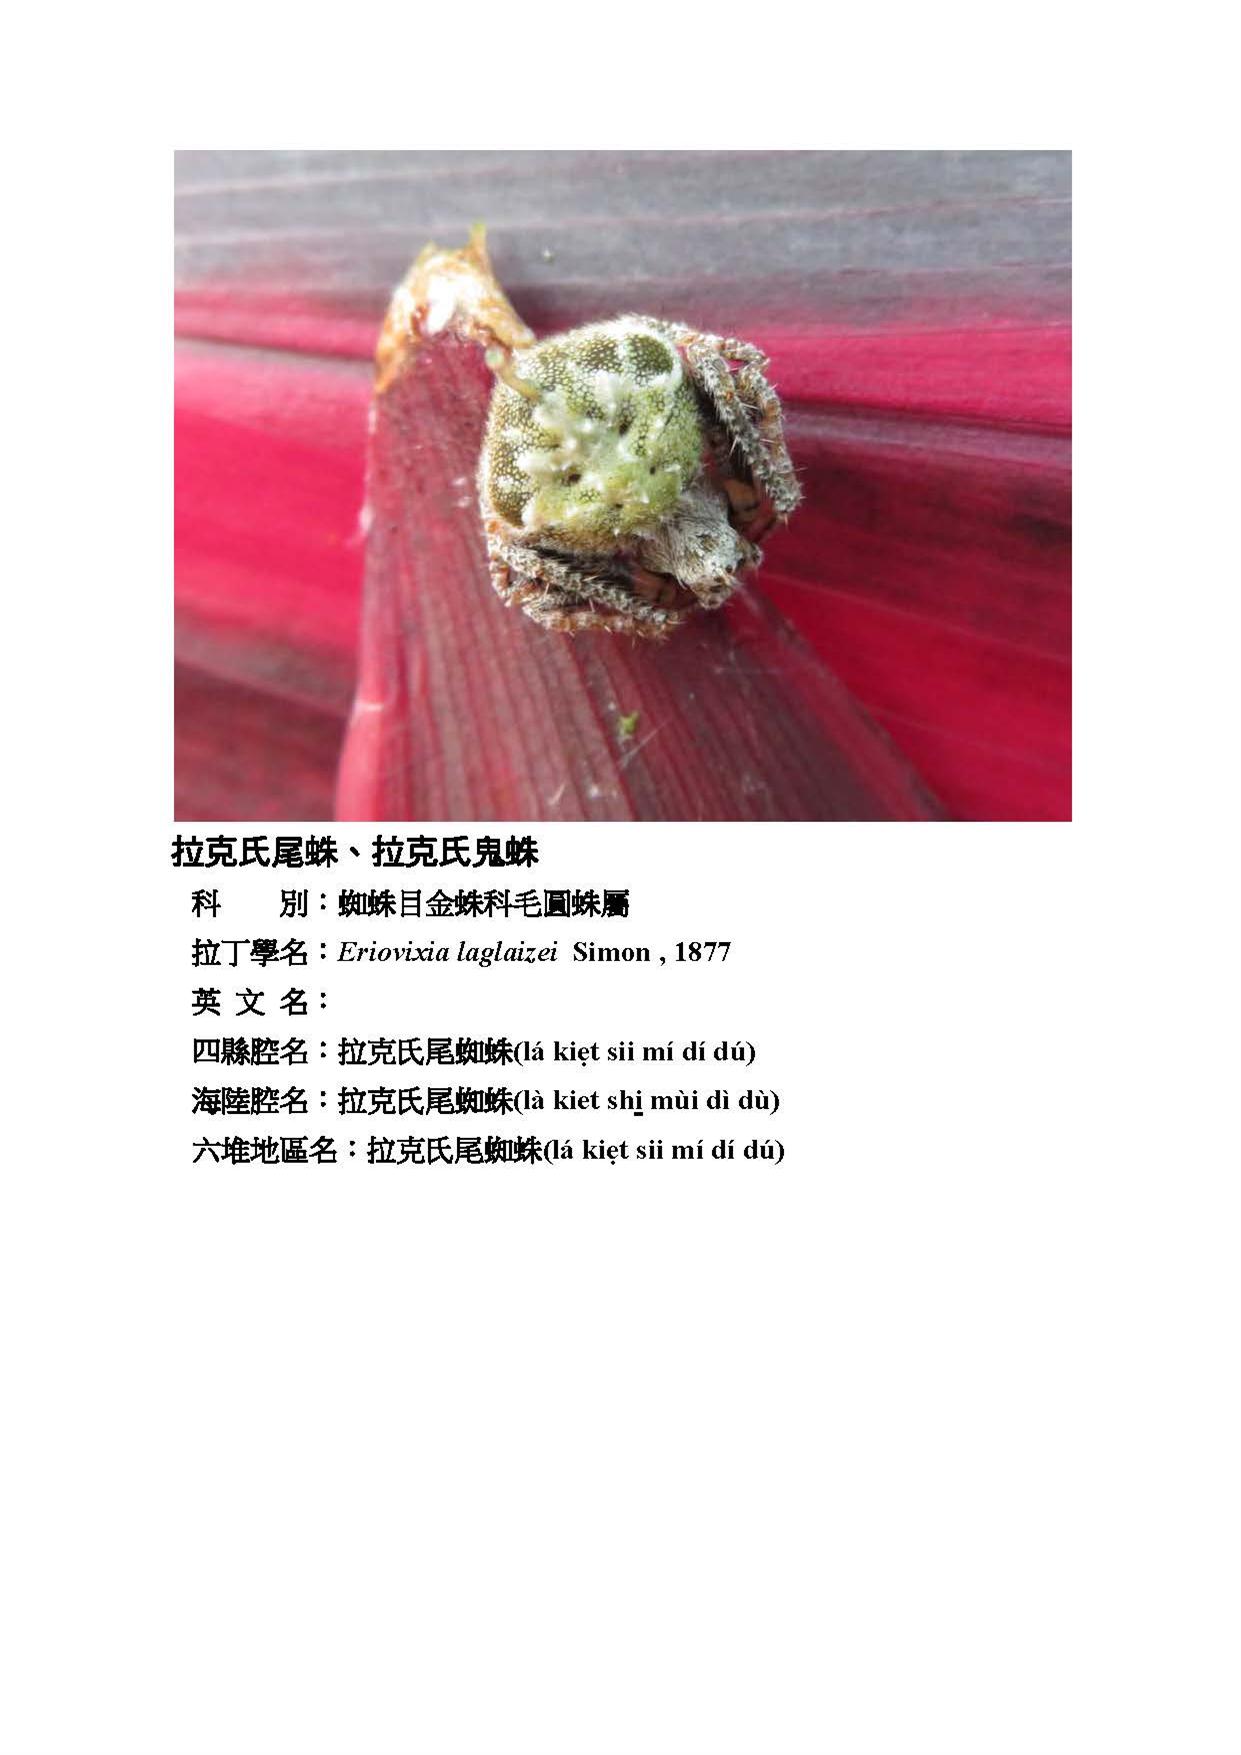 拉克氏尾蛛、拉克氏鬼蛛
科　　別：蜘蛛目金蛛科毛圓蛛屬
拉丁學名：Eriovixia laglaizei Simon , 1877
英 文 名：
四縣腔名：拉克氏尾蜘蛛(lá kiẹt sii mí dí dú)
海陸腔名：拉克氏尾蜘蛛(là kiet shi̠ mùi dì dù)
六堆地區名：拉克氏尾蜘蛛(lá kiẹt sii mí dí dú)